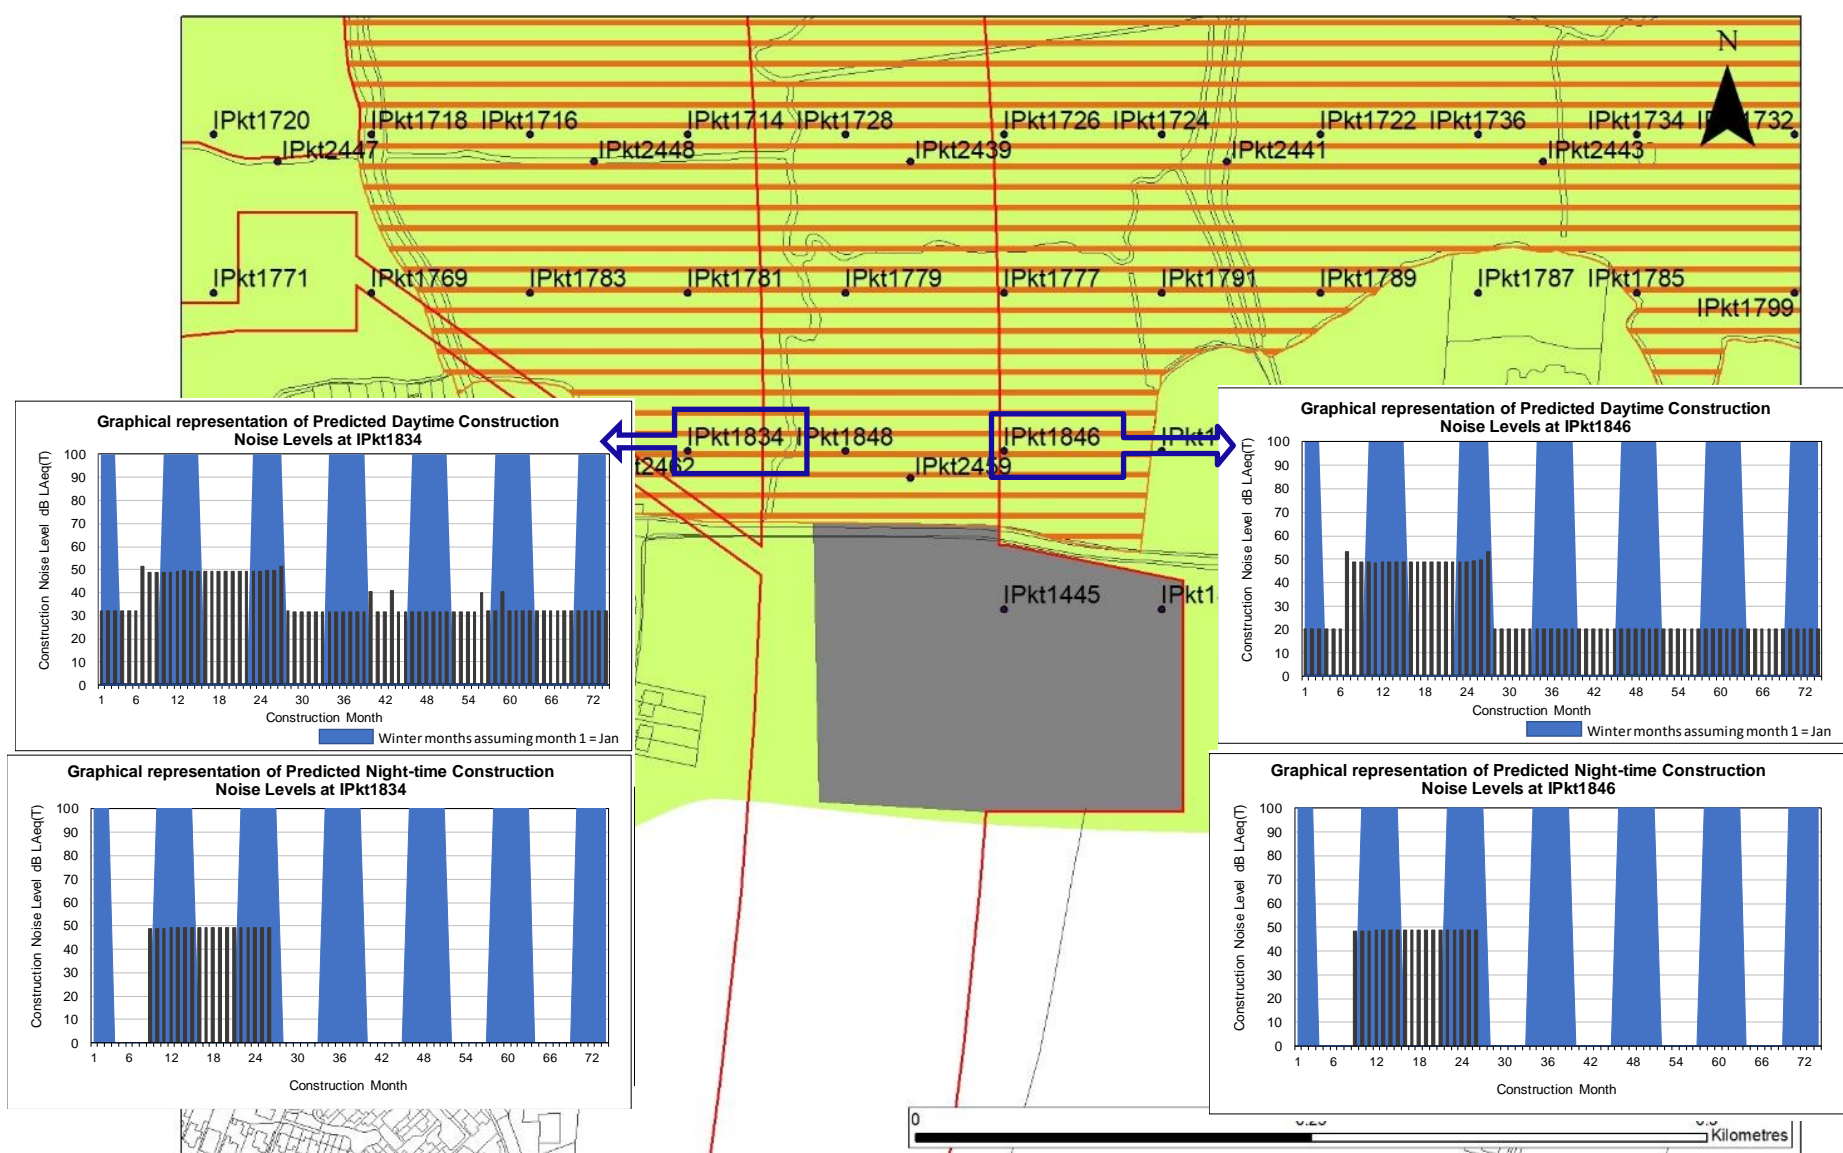 N
IPkt1720
IPkt1718 IPkt1716
IPkt1714 IPkt1728
IPkt1726 IPkt1724
IPkt1722 IPkt1736
IPkt1734
1732
IPkt2447
IPkt2448
IPkt2439
IPkt2441
IPkt2443
IPkt1771
IPkt1769
IPkt1783
IPkt1781
IPkt1779
IPkt1777
IPkt1791
IPkt1789
IPkt1787 IPkt1785
IPkt1799
IPkt1834 IPkt1848
IPkt1846
IPkt1
t2462
IPkt2459
IPkt1445
IPkt1
Graphical representation of Predicted Daytime Construction
Noise Levels at IPkt1834
Construction Noise Level dB LAeq(T)
100
90
80
70
60
50
40
30
20
10
0
1 6 12 18 24 30 36 42 48 54 60 66 72
Construction Month
Winter months assuming month 1 = Jan
Graphical representation of Predicted Daytime Construction
Noise Levels at IPkt1846
Construction Noise Level dB LAeq(T)
100
90
80
70
60
50
40
30
20
10
0
1 6 12 18 24 30 36 42 48 54 60 66 72
Construction Month
Winter months assuming month 1 = Jan
Graphical representation of Predicted Night-time Construction
Noise Levels at IPkt1834
Construction Noise Level dB LAeq(T)
100
90
80
70
60
50
40
30
20
10
0
1 6 12 18 24 30 36 42 48 54 60 66 72
Construction Month
Graphical representation of Predicted Night-time Construction
Noise Levels at IPkt1846
Construction Noise Level dB LAeq(T)
100
90
80
70
60
50
40
30
20
10
0
1 6 12 18 24 30 36 42 48 54 60 66 72
Construction Month
0
Kilometres